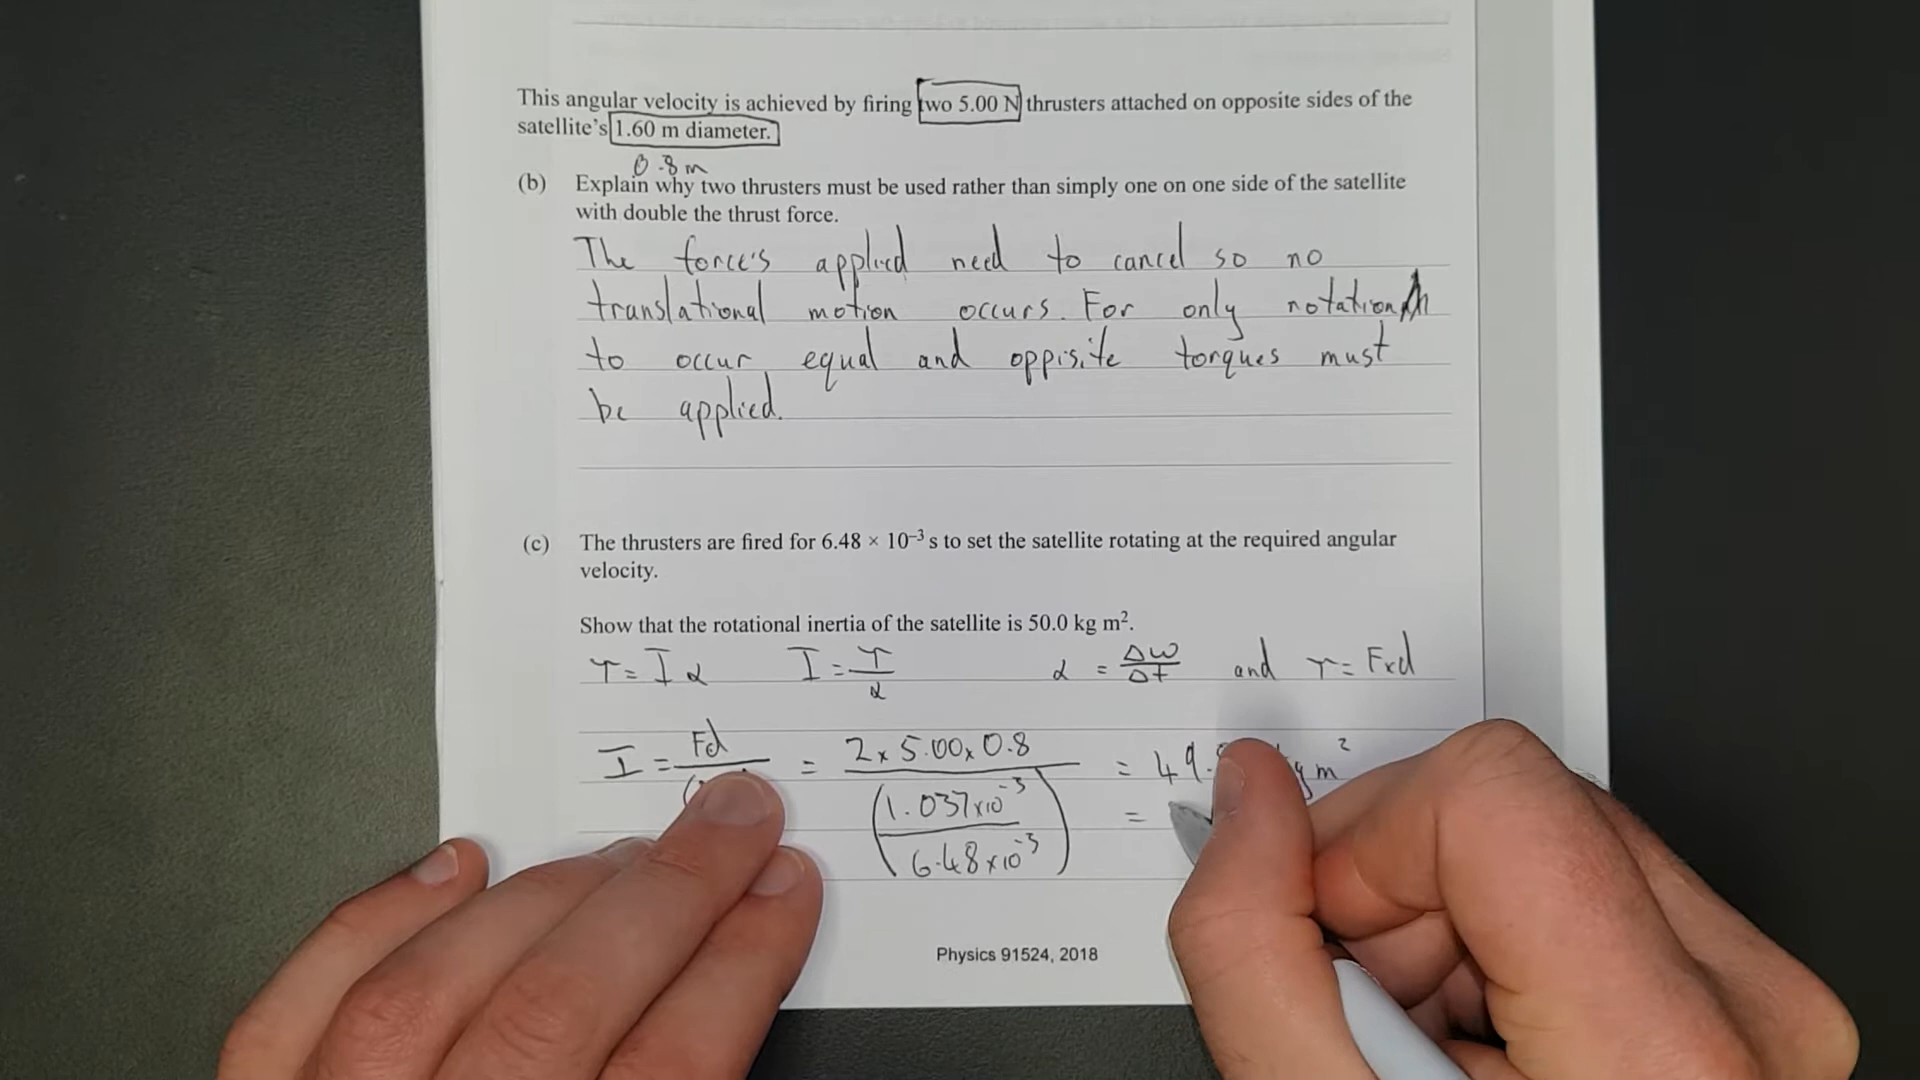 This angular velocity is achieved by firing two 5.00 N thrusters attached on opposite sides of the
satellite's 1.60 m diameter.
0.8m
(b) Explain why two thrusters must be used rather than simply one on one side of the satellite
with double the thrust force.
The force's applied need to cancel so no
translational motion occurs. For only rotation
to occur equal and oppisite torques must
be applied.
(c) The thrusters are fired for 6.48 × 10⁻³ s to set the satellite rotating at the required angular
velocity.
Show that the rotational inertia of the satellite is 50.0 kg m².
τ = Iα I = τ/α α = Δω/Δt and τ = F×d
I = Fd/( = 2×5.00×0.8/(1.037×10⁻³/6.48×10⁻³) = 49. m²
=
Physics 91524, 2018